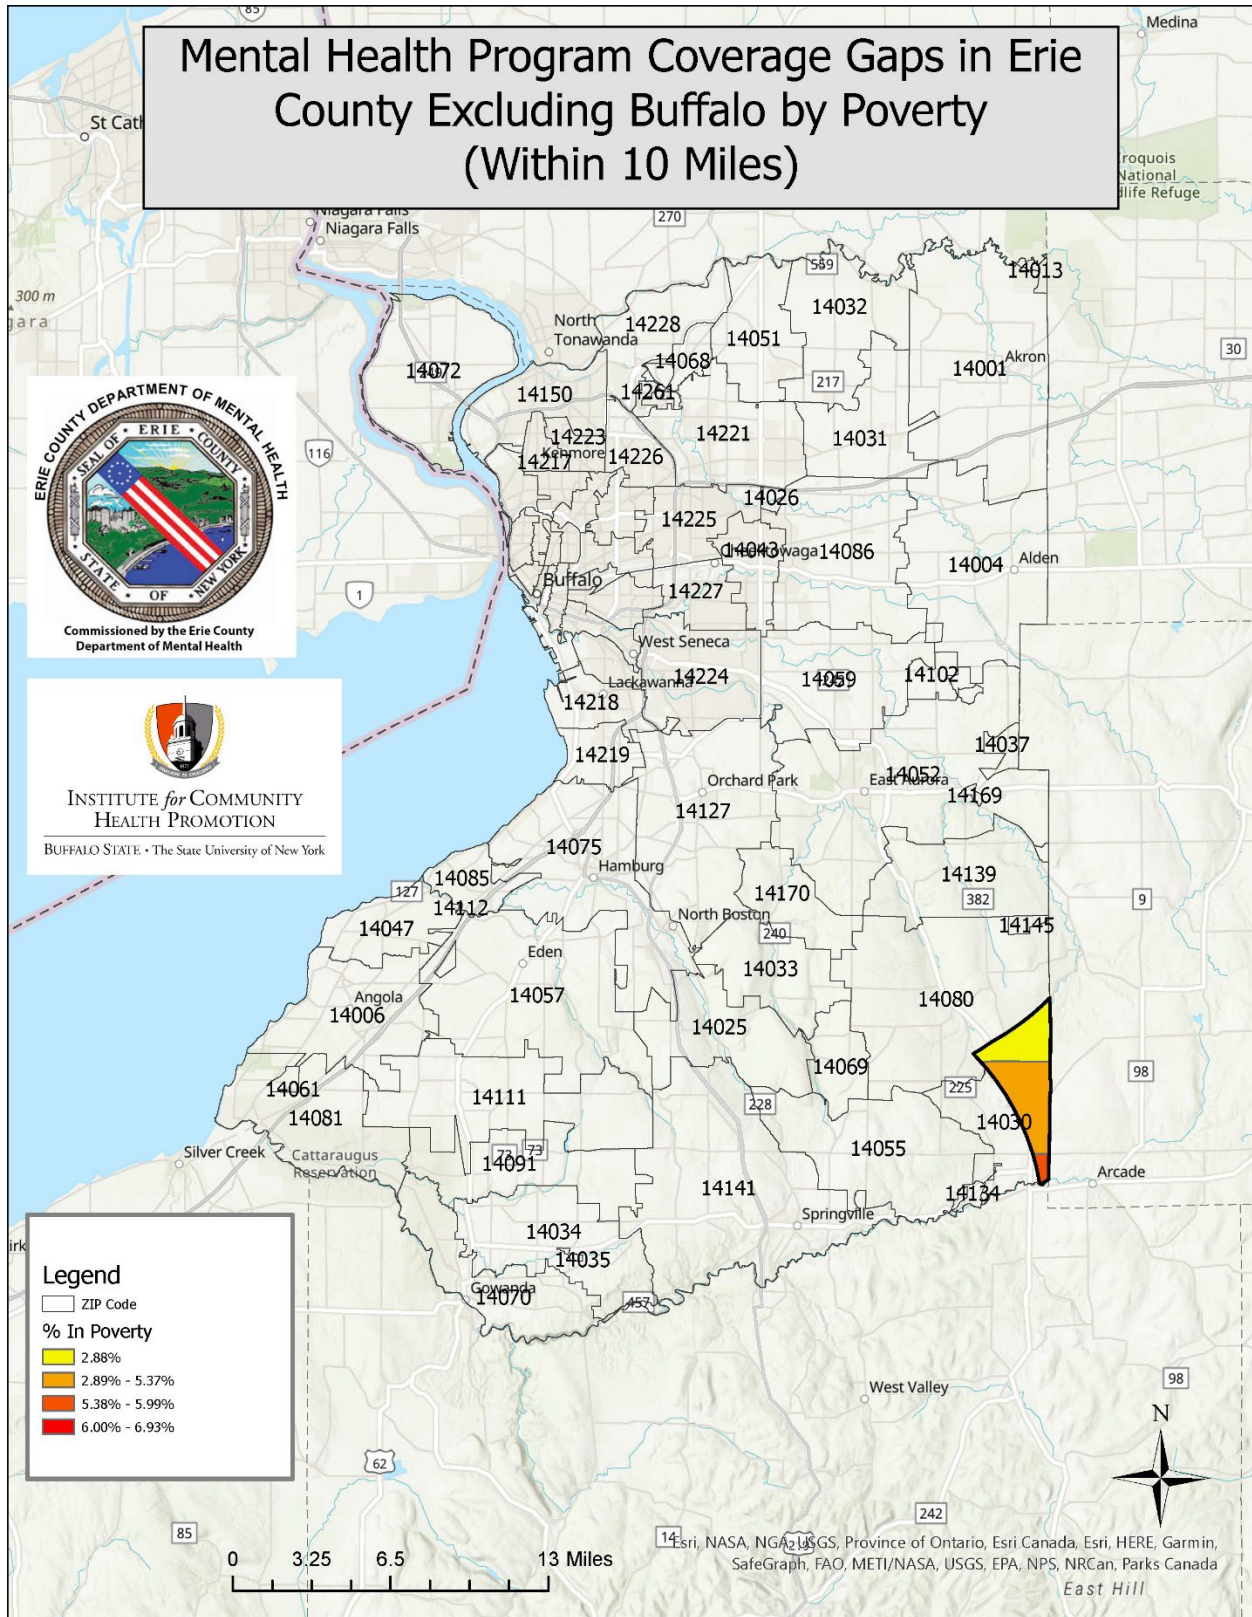 85
Medina
Mental Health Program Coverage Gaps in Erie
County Excluding Buffalo by Poverty
(Within 10 Miles)
St Cath
roquois
National
dlife Refuge
Niagara Falls
Niagara Falls
270
559
14013
300 m
gara
14032
14228
North
Tonawanda
14051
14068
Akron
14001
30
14072
14150
14261
217
14223
14221
14031
Kenmore
14217
14226
116
14026
14225
14043
14086
14004
Alden
Buffalo
14227
1
West Seneca
14224
14059
14102
Lackawanna
14218
14219
14037
14052
East Aurora
Orchard Park
14127
14169
14075
Hamburg
14085
127
14112
14139
14170
382
9
14047
North Boston
240
14145
Eden
14033
14057
Angola
14006
14080
14025
14061
14069
225
98
14081
14111
228
14030
14055
Silver Creek
Cattaraugus
Reservation
73
73
14091
Arcade
14141
14134
Springville
14034
14035
Gowanda
14070
457
West Valley
98
62
85
242
14
219
ERIE COUNTY DEPARTMENT OF MENTAL HEALTH
SEAL OF ERIE COUNTY
STATE OF NEW YORK
Commissioned by the Erie County
Department of Mental Health
INSTITUTE for COMMUNITY
HEALTH PROMOTION
BUFFALO STATE • The State University of New York
Legend
ZIP Code
% In Poverty
2.88%
2.89% - 5.37%
5.38% - 5.99%
6.00% - 6.93%
0 3.25 6.5 13 Miles
N
Esri, NASA, NGA, USGS, Province of Ontario, Esri Canada, Esri, HERE, Garmin,
SafeGraph, FAO, METI/NASA, USGS, EPA, NPS, NRCan, Parks Canada
East Hill